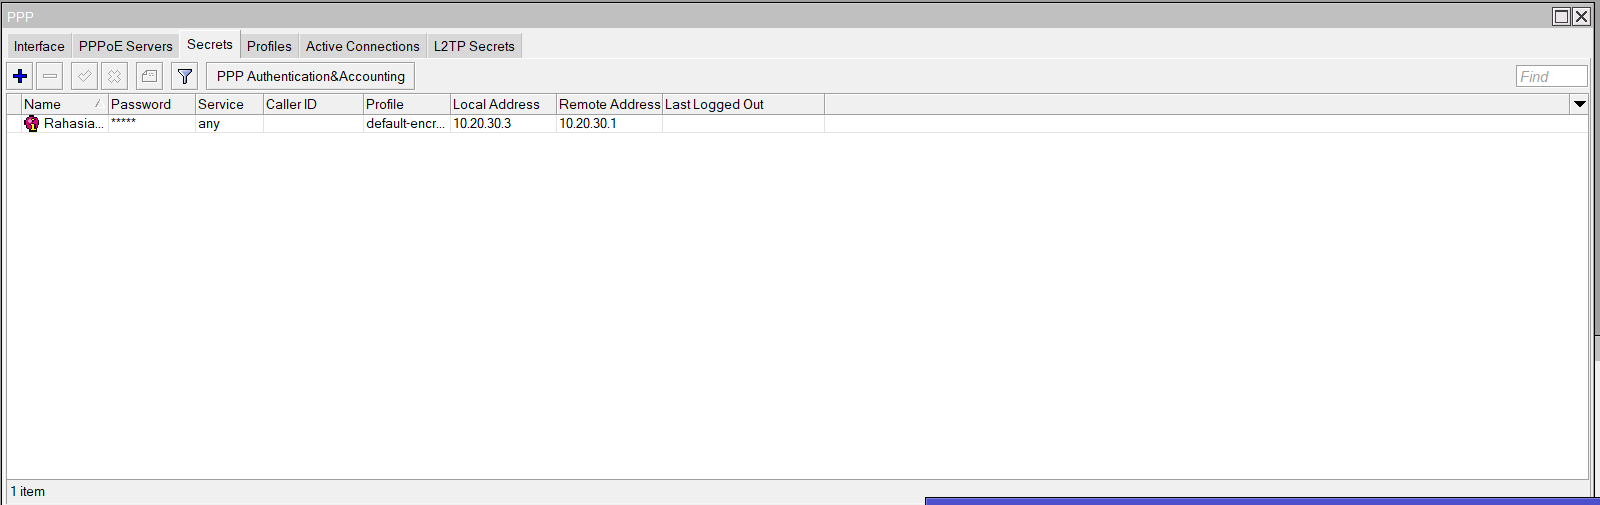 PPP
Interface PPPoE Servers Secrets Profiles Active Connections L2TP Secrets
PPP Authentication&Accounting Find
Name Password Service Caller ID Profile Local Address Remote Address Last Logged Out
Rahasia... ***** any default-encr... 10.20.30.3 10.20.30.1
1 item